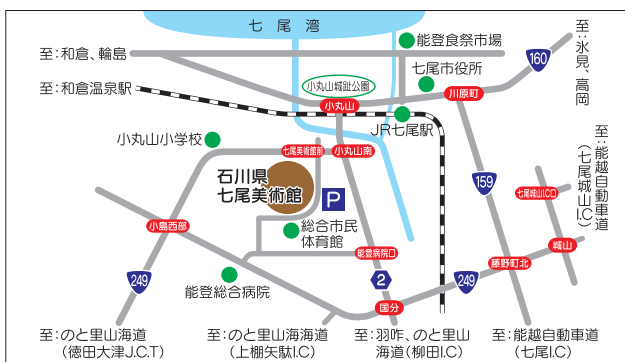 七尾湾
能登食祭市場
至：和倉、輪島
七尾市役所
160
至：氷見、高岡
小丸山城趾公園
至：和倉温泉駅
小丸山
川原町
JR七尾駅
小丸山小学校
七尾美術館前
小丸山南
至：能越自動車道
（七尾城山I.C）
石川県
七尾美術館
P
159
七尾城山I.C口
小島西部
総合市民
体育館
城山
能登病院口
藤野町北
249
能登総合病院
2
249
国分
至：のと里山海道
（徳田大津J.C.T）
至：のと里山海海道
（上棚矢駄I.C）
至：羽咋、のと里山
海道（柳田I.C）
至：能越自動車道
（七尾I.C）